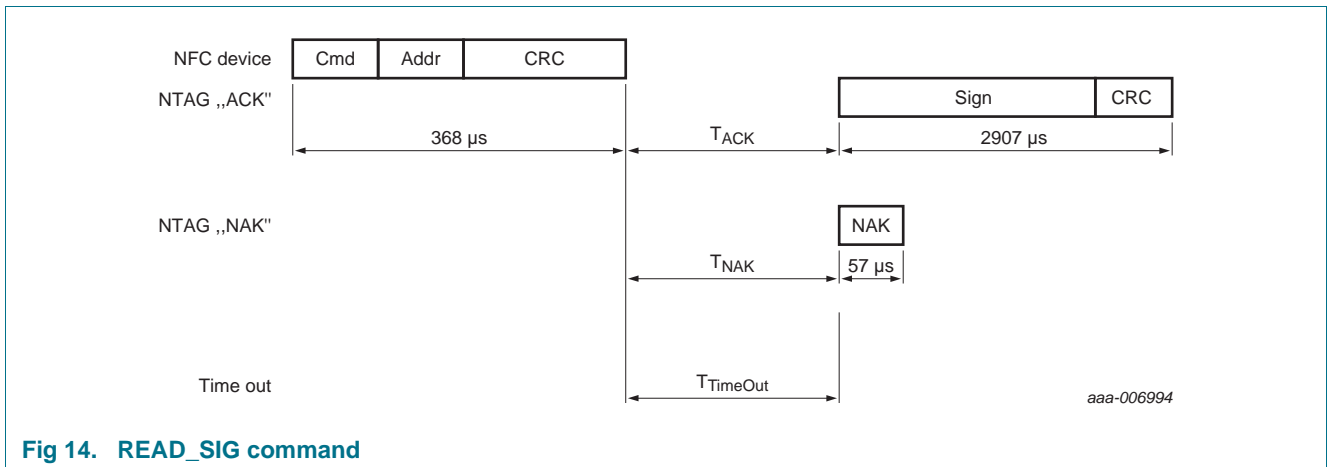 NFC device Cmd Addr CRC
NTAG ,,ACK" Sign CRC
368 µs TACK 2907 µs
NTAG ,,NAK" NAK
TNAK 57 µs
Time out TTimeOut aaa-006994
Fig 14. READ_SIG command